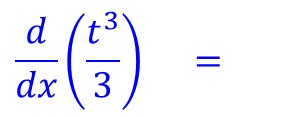 d/dx (t³/3) =